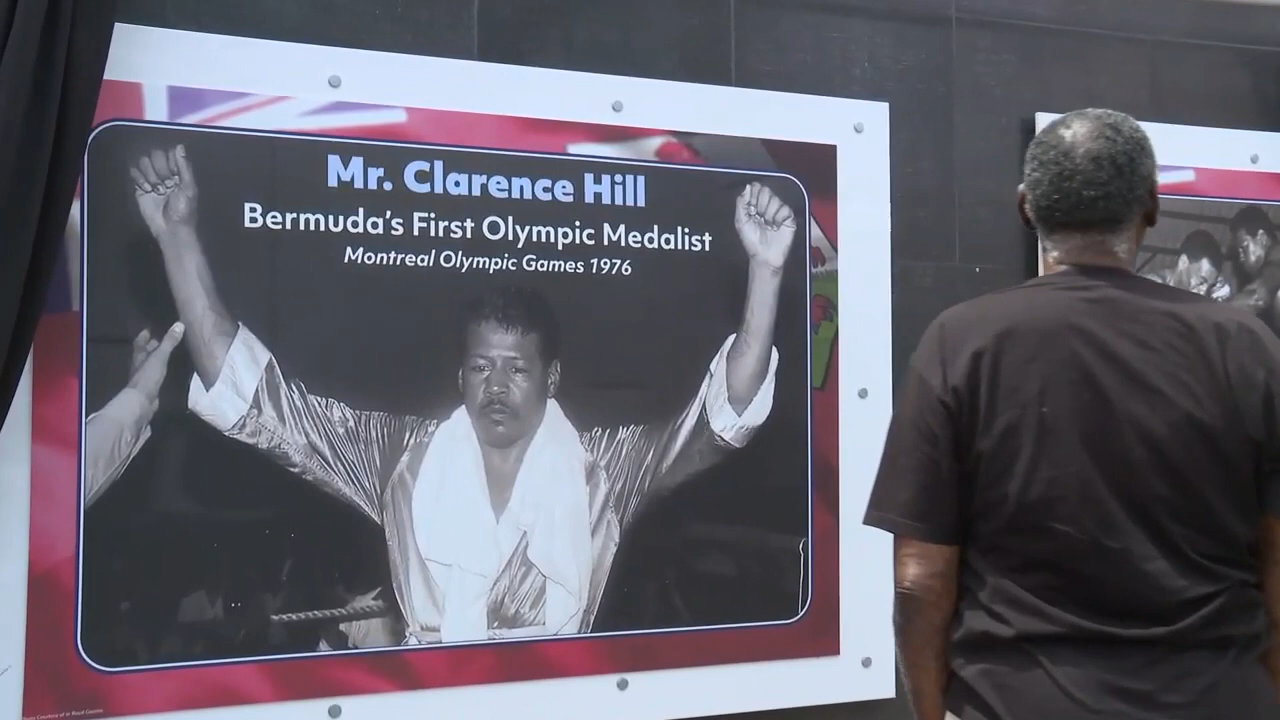 Mr. Clarence Hill
Bermuda's First Olympic Medalist
Montreal Olympic Games 1976